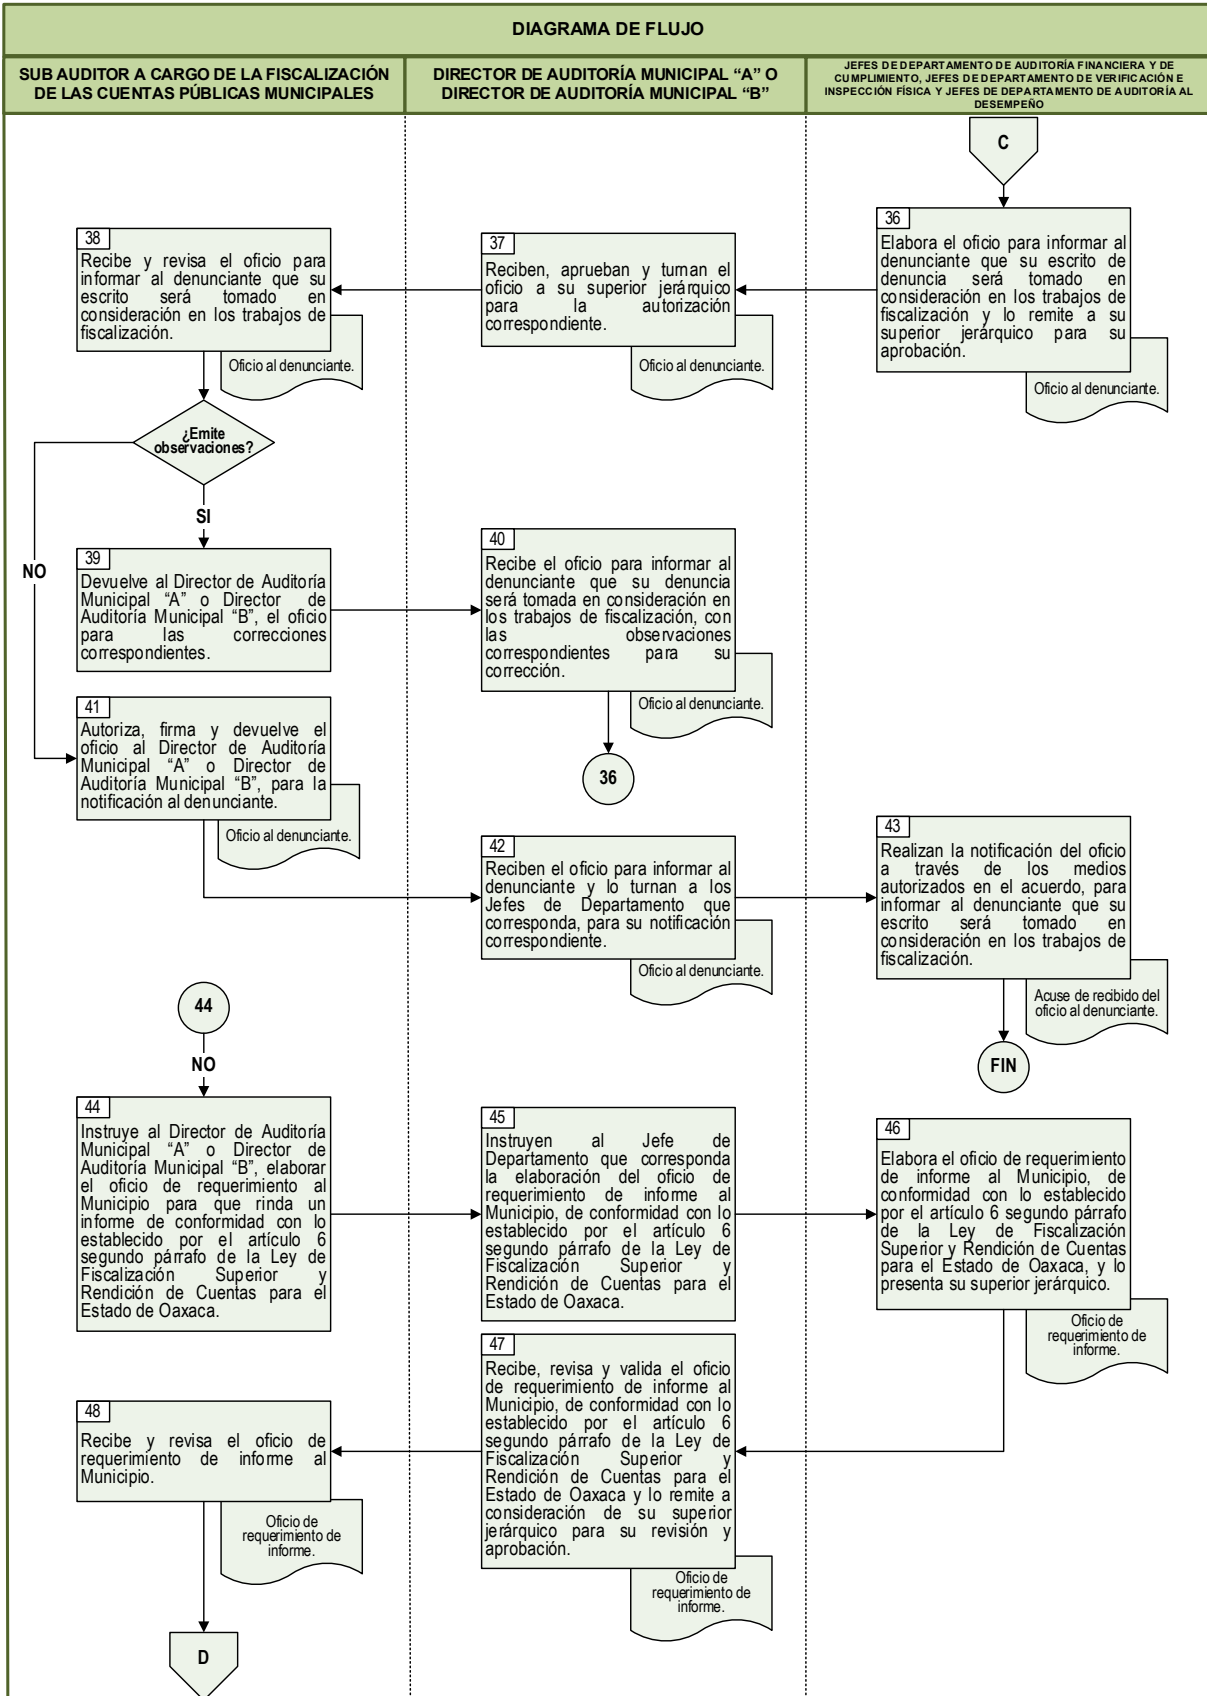 DIAGRAMA DE FLUJO
SUB AUDITOR A CARGO DE LA FISCALIZACIÓN
DE LAS CUENTAS PÚBLICAS MUNICIPALES
DIRECTOR DE AUDITORÍA MUNICIPAL “A” O
DIRECTOR DE AUDITORÍA MUNICIPAL “B”
JEFES DE DEPARTAMENTO DE AUDITORÍA FINANCIERA Y DE
CUMPLIMIENTO, JEFES DE DEPARTAMENTO DE VERIFICACIÓN E
INSPECCIÓN FÍSICA Y JEFES DE DEPARTAMENTO DE AUDITORÍA AL
DESEMPEÑO
C
36
Elabora el oficio para informar al
denunciante que su escrito de
denuncia será tomado en
consideración en los trabajos de
fiscalización y lo remite a su
superior jerárquico para su
aprobación.
Oficio al denunciante.
37
Reciben, aprueban y turnan el
oficio a su superior jerárquico
para la autorización
correspondiente.
Oficio al denunciante.
38
Recibe y revisa el oficio para
informar al denunciante que su
escrito será tomado en
consideración en los trabajos de
fiscalización.
Oficio al denunciante.
¿Emite
observaciones?
SI
NO
39
Devuelve al Director de Auditoría
Municipal “A” o Director de
Auditoría Municipal “B”, el oficio
para las correcciones
correspondientes.
40
Recibe el oficio para informar al
denunciante que su denuncia
será tomada en consideración en
los trabajos de fiscalización, con
las observaciones
correspondientes para su
corrección.
Oficio al denunciante.
36
41
Autoriza, firma y devuelve el
oficio al Director de Auditoría
Municipal “A” o Director de
Auditoría Municipal “B”, para la
notificación al denunciante.
Oficio al denunciante.
42
Reciben el oficio para informar al
denunciante y lo turnan a los
Jefes de Departamento que
corresponda, para su notificación
correspondiente.
Oficio al denunciante.
43
Realizan la notificación del oficio
a través de los medios
autorizados en el acuerdo, para
informar al denunciante que su
escrito será tomado en
consideración en los trabajos de
fiscalización.
Acuse de recibido del
oficio al denunciante.
FIN
44
NO
44
Instruye al Director de Auditoría
Municipal “A” o Director de
Auditoría Municipal “B”, elaborar
el oficio de requerimiento al
Municipio para que rinda un
informe de conformidad con lo
establecido por el artículo 6
segundo párrafo de la Ley de
Fiscalización Superior y
Rendición de Cuentas para el
Estado de Oaxaca.
45
Instruyen al Jefe de
Departamento que corresponda
la elaboración del oficio de
requerimiento de informe al
Municipio, de conformidad con lo
establecido por el artículo 6
segundo párrafo de la Ley de
Fiscalización Superior y
Rendición de Cuentas para el
Estado de Oaxaca.
46
Elabora el oficio de requerimiento
de informe al Municipio, de
conformidad con lo establecido
por el artículo 6 segundo párrafo
de la Ley de Fiscalización
Superior y Rendición de Cuentas
para el Estado de Oaxaca, y lo
presenta su superior jerárquico.
Oficio de
requerimiento de
informe.
47
Recibe, revisa y valida el oficio
de requerimiento de informe al
Municipio, de conformidad con lo
establecido por el artículo 6
segundo párrafo de la Ley de
Fiscalización Superior y
Rendición de Cuentas para el
Estado de Oaxaca y lo remite a
consideración de su superior
jerárquico para su revisión y
aprobación.
Oficio de
requerimiento de
informe.
48
Recibe y revisa el oficio de
requerimiento de informe al
Municipio.
Oficio de
requerimiento de
informe.
D